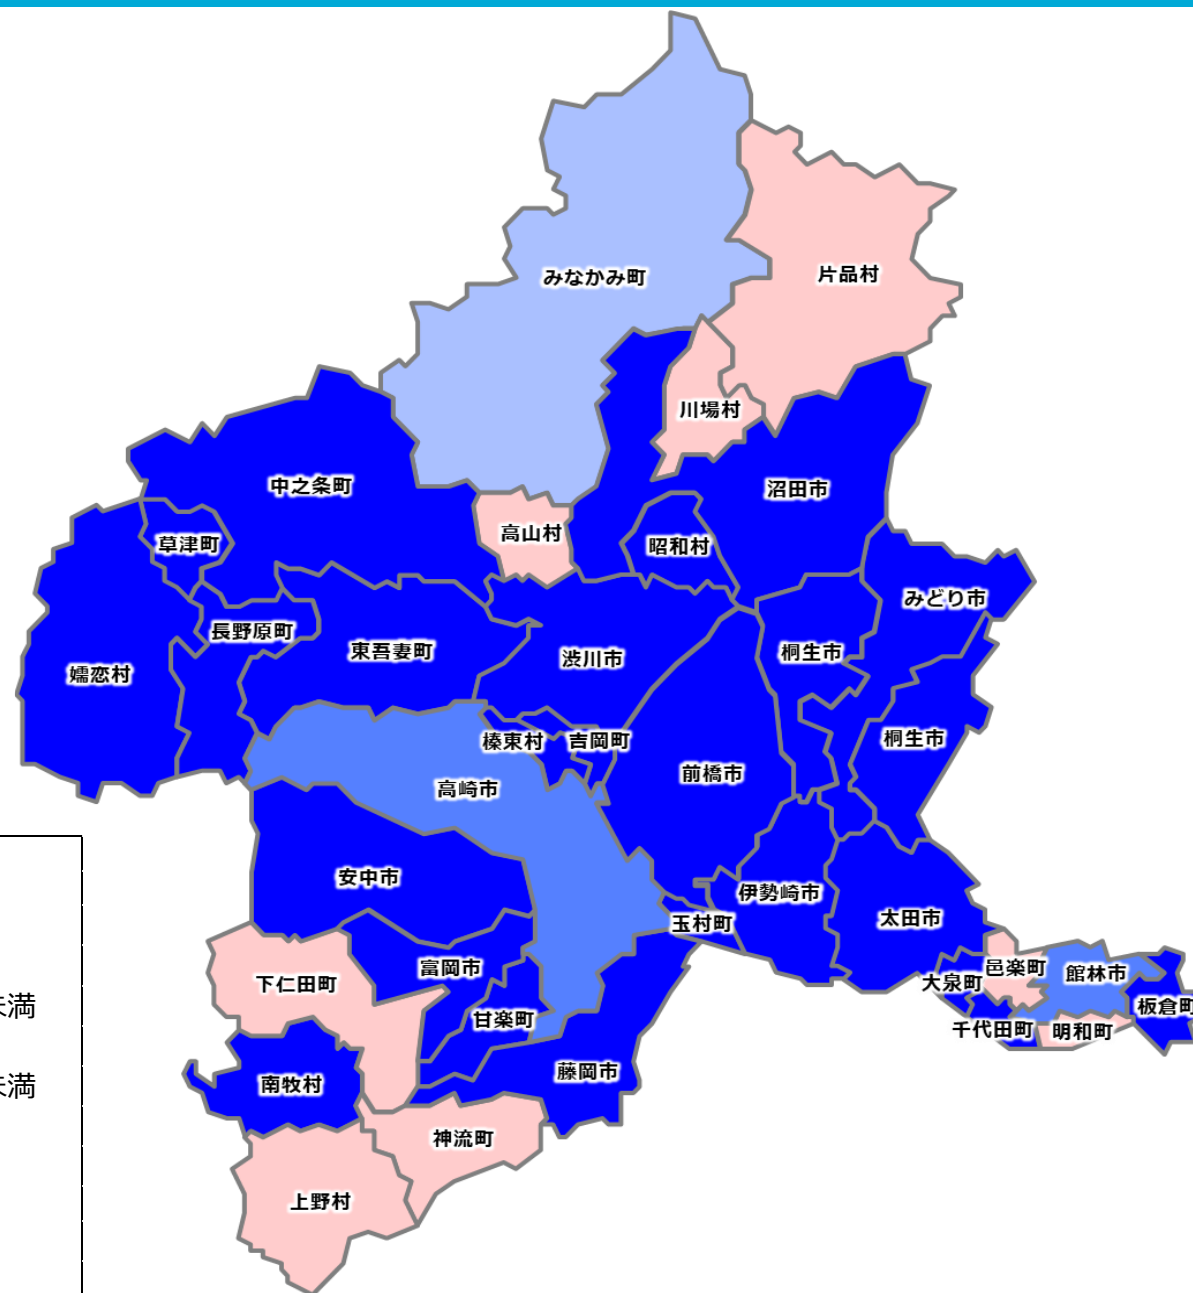 みなかみ町
片品村
川場村
中之条町
沼田市
高山村
草津町
昭和村
みどり市
長野原町
東吾妻町
渋川市
桐生市
嬬恋村
榛東村
吉岡町
桐生市
前橋市
高崎市
安中市
伊勢崎市
玉村町
太田市
富岡市
邑楽町
館林市
下仁田町
大泉町
板倉町
未満
甘楽町
千代田町
明和町
藤岡市
南牧村
未満
神流町
上野村